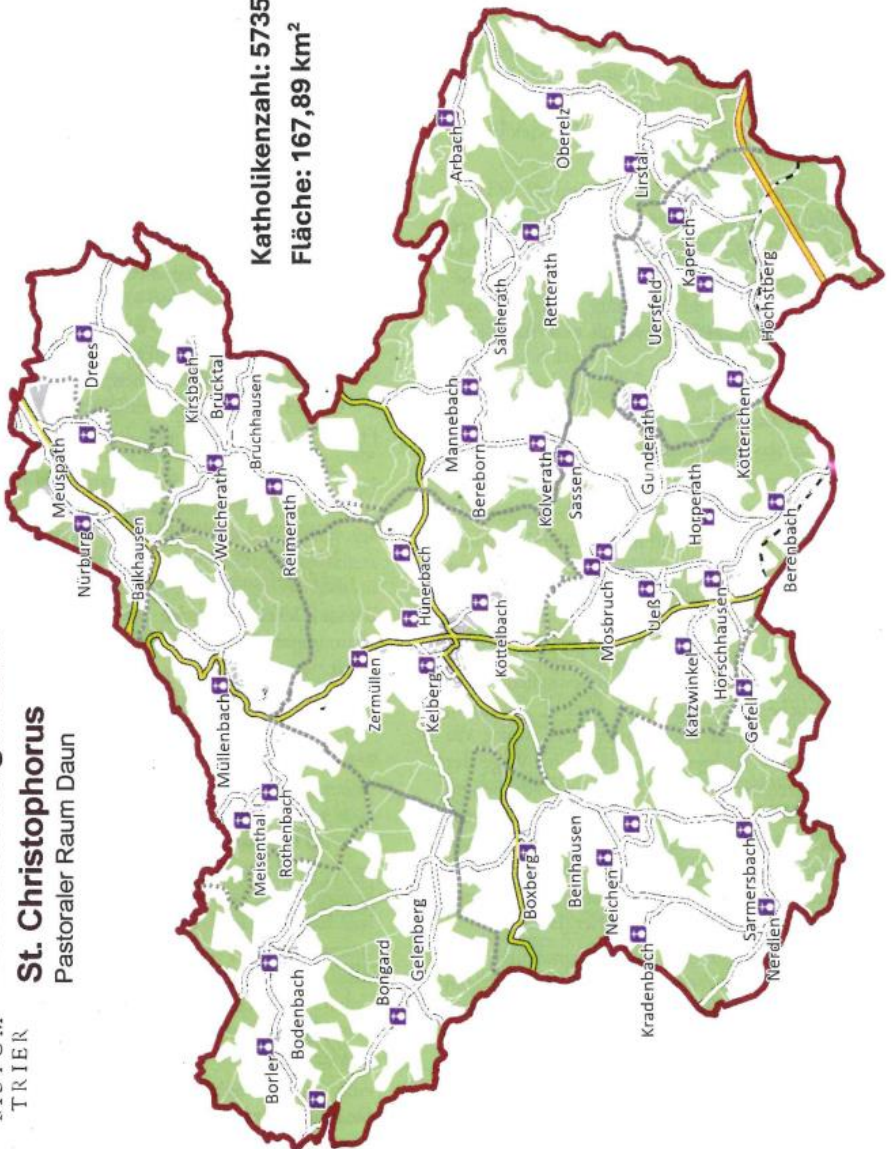 TRIER
St. Christophorus
Pastoraler Raum Daun
Katholikenzahl: 5735
Fläche: 167,89 km²
Meuspath
Nürburg
Drees
Balkhausen
Kirsbach
Brücktal
Welcherath
Bruchhausen
Müllenbach
Meisenthal
Rothenbach
Reimerath
Borler
Bodenbach
Bongard
Gelenberg
Zermüllen
Hünerbach
Kelberg
Köttelbach
Arbach
Mannebach
Bereborn
Salcherath
Retterath
Oberelz
Boxberg
Beinhausen
Kolverath
Sassen
Neichen
Mosbruch
Lirstal
Kradenbach
Ueß
Gunderath
Uersfeld
Kaperich
Katzwinkel
Hörschhausen
Horperath
Gefell
Sarmersbach
Nerdlen
Kötterichen
Höchstberg
Berenbach